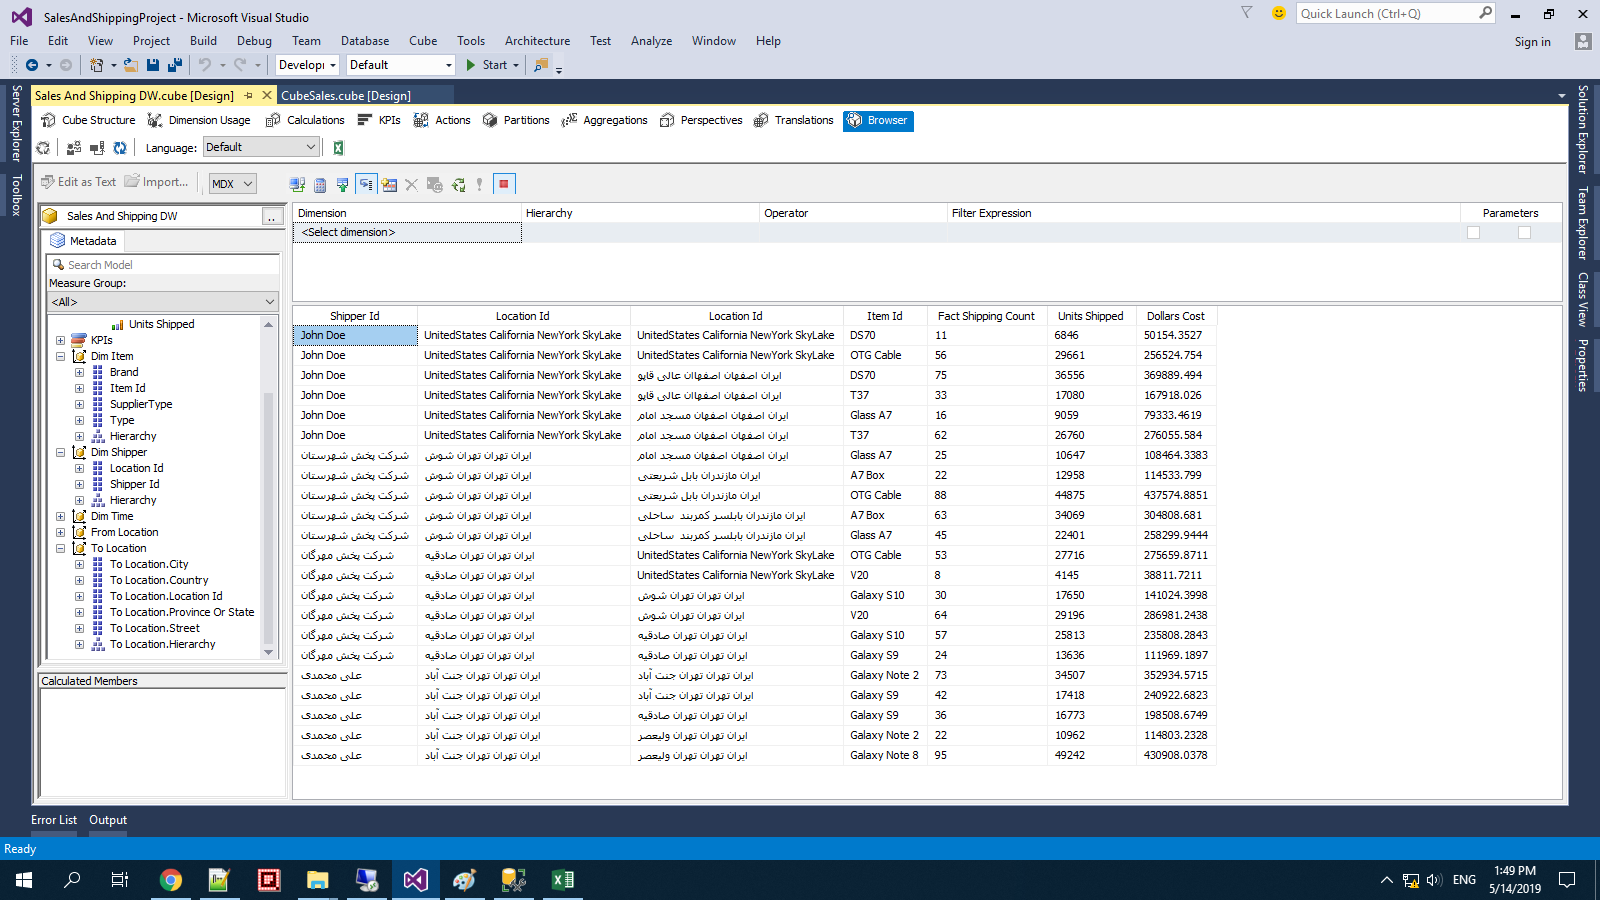 SalesAndShippingProject - Microsoft Visual Studio
Quick Launch (Ctrl+Q)
File Edit View Project Build Debug Team Database Cube Tools Architecture Test Analyze Window Help
Sign in
Default Start
Server Explorer
Toolbox
Sales And Shipping DW.cube [Design] CubeSales.cube [Design]
Cube Structure Dimension Usage Calculations KPIs Actions Partitions Aggregations Perspectives Translations Browser
Language: Default
Edit as Text Import... MDX
Sales And Shipping DW ..
Metadata
Search Model
Measure Group:
<All>
Units Shipped
KPIs
Dim Item
Brand
Item Id
SupplierType
Type
Hierarchy
Dim Shipper
Location Id
Shipper Id
Hierarchy
Dim Time
From Location
To Location
To Location.City
To Location.Country
To Location.Location Id
To Location.Province Or State
To Location.Street
To Location.Hierarchy
Calculated Members
Dimension Hierarchy Operator Filter Expression Parameters
<Select dimension>
Shipper Id Location Id Location Id Item Id Fact Shipping Count Units Shipped Dollars Cost
John Doe UnitedStates California NewYork SkyLake UnitedStates California NewYork SkyLake DS70 11 6846 50154.3527
John Doe UnitedStates California NewYork SkyLake UnitedStates California NewYork SkyLake OTG Cable 56 29661 256524.754
John Doe UnitedStates California NewYork SkyLake ایران اصفهان اصفهاان عالی قاپو DS70 75 36556 369889.494
John Doe UnitedStates California NewYork SkyLake ایران اصفهان اصفهاان عالی قاپو T37 33 17080 167918.026
John Doe UnitedStates California NewYork SkyLake ایران اصفهان اصفهان مسجد امام Glass A7 16 9059 79333.4619
John Doe UnitedStates California NewYork SkyLake ایران اصفهان اصفهان مسجد امام T37 62 26760 276055.584
شرکت پخش شهرستان ایران تهران تهران شوش ایران اصفهان اصفهان مسجد امام Glass A7 25 10647 108464.3383
شرکت پخش شهرستان ایران تهران تهران شوش ایران مازندران بابل شریعتی A7 Box 22 12958 114533.799
شرکت پخش شهرستان ایران تهران تهران شوش ایران مازندران بابل شریعتی OTG Cable 88 44875 437574.8851
شرکت پخش شهرستان ایران تهران تهران شوش ایران مازندران بابلسر کمربند ساحلی A7 Box 63 34069 304808.681
شرکت پخش شهرستان ایران تهران تهران شوش ایران مازندران بابلسر کمربند ساحلی Glass A7 45 22401 258299.9444
شرکت پخش مهرگان ایران تهران تهران صادقیه UnitedStates California NewYork SkyLake OTG Cable 53 27716 275659.8711
شرکت پخش مهرگان ایران تهران تهران صادقیه UnitedStates California NewYork SkyLake V20 8 4145 38811.7211
شرکت پخش مهرگان ایران تهران تهران صادقیه ایران تهران تهران شوش Galaxy S10 30 17650 141024.3998
شرکت پخش مهرگان ایران تهران تهران صادقیه ایران تهران تهران شوش V20 64 29196 286981.2438
شرکت پخش مهرگان ایران تهران تهران صادقیه ایران تهران تهران صادقیه Galaxy S10 57 25813 235808.2843
شرکت پخش مهرگان ایران تهران تهران صادقیه ایران تهران تهران صادقیه Galaxy S9 24 13636 111969.1897
علی محمدی ایران تهران تهران جنت آباد ایران تهران تهران جنت آباد Galaxy Note 2 73 34507 352934.5715
علی محمدی ایران تهران تهران جنت آباد ایران تهران تهران جنت آباد Galaxy S9 42 17418 240922.6823
علی محمدی ایران تهران تهران جنت آباد ایران تهران تهران صادقیه Galaxy S9 36 16773 198508.6749
علی محمدی ایران تهران تهران جنت آباد ایران تهران تهران ولیعصر Galaxy Note 2 22 10962 114803.2328
علی محمدی ایران تهران تهران جنت آباد ایران تهران تهران ولیعصر Galaxy Note 8 95 49242 430908.0378
Solution Explorer
Team Explorer
Class View
Properties
Error List Output
Ready
ENG
1:49 PM
5/14/2019